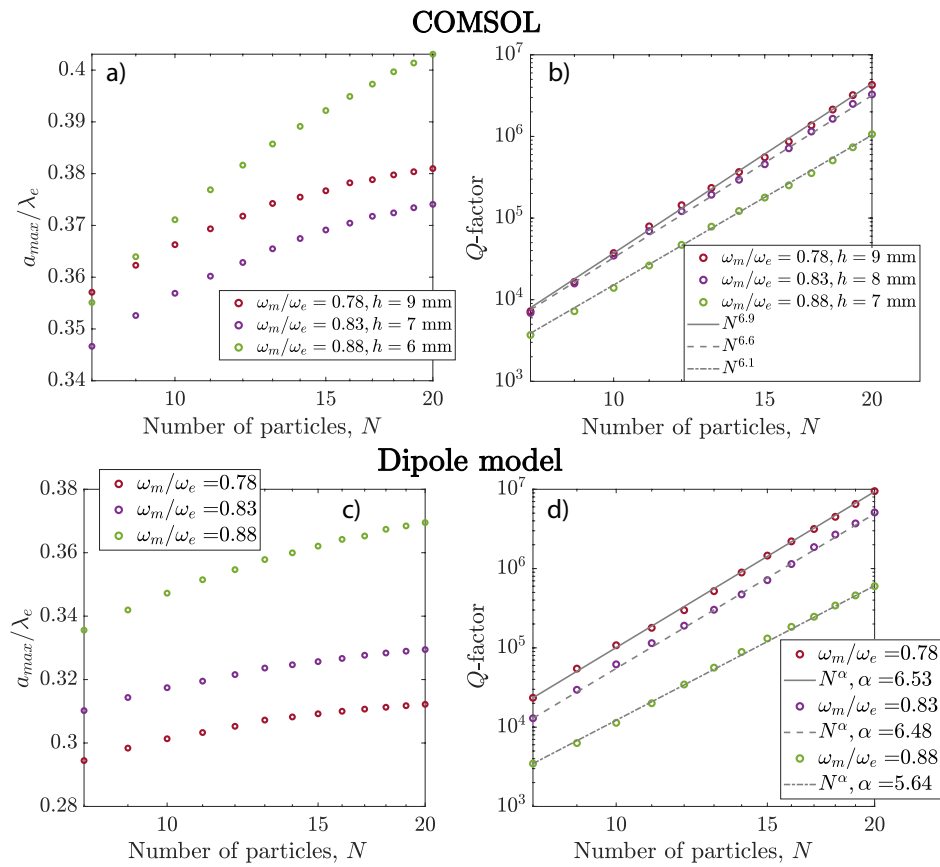 COMSOL
a)
0.4
0.39
0.38
0.37
0.36
0.35
0.34
a_max/λ_e
10
15
20
Number of particles, N
ω_m/ω_e = 0.78, h = 9 mm
ω_m/ω_e = 0.83, h = 7 mm
ω_m/ω_e = 0.88, h = 6 mm
b)
10^7
10^6
10^5
10^4
10^3
Q-factor
10
15
20
Number of particles, N
ω_m/ω_e = 0.78, h = 9 mm
ω_m/ω_e = 0.83, h = 8 mm
ω_m/ω_e = 0.88, h = 7 mm
N^6.9
N^6.6
N^6.1
Dipole model
c)
0.38
0.36
0.34
0.32
0.3
0.28
a_max/λ_e
10
15
20
Number of particles, N
ω_m/ω_e =0.78
ω_m/ω_e =0.83
ω_m/ω_e =0.88
d)
10^7
10^6
10^5
10^4
10^3
Q-factor
10
15
20
Number of particles, N
ω_m/ω_e =0.78
N^α, α =6.53
ω_m/ω_e =0.83
N^α, α =6.48
ω_m/ω_e =0.88
N^α, α =5.64